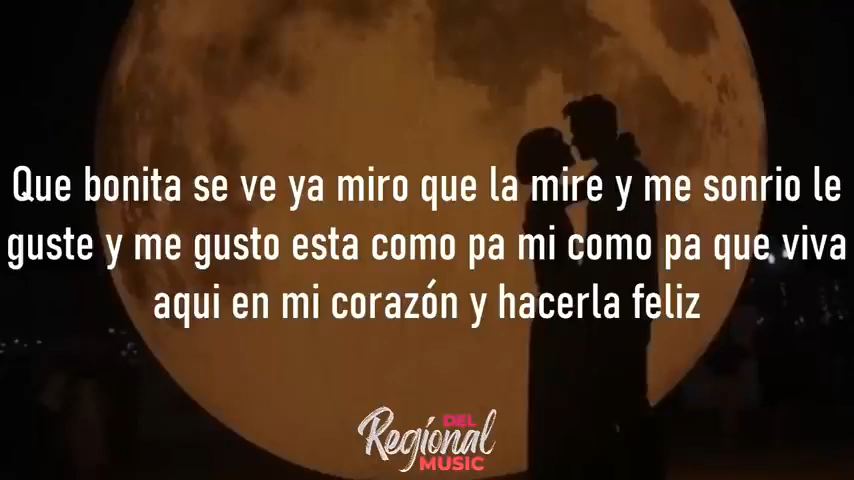 Que bonita se ve ya miro que la mire y me sonrio le
guste y me gusto esta como pa mi como pa que viva
aqui en mi corazón y hacerla feliz
DEL
Regional
MUSIC